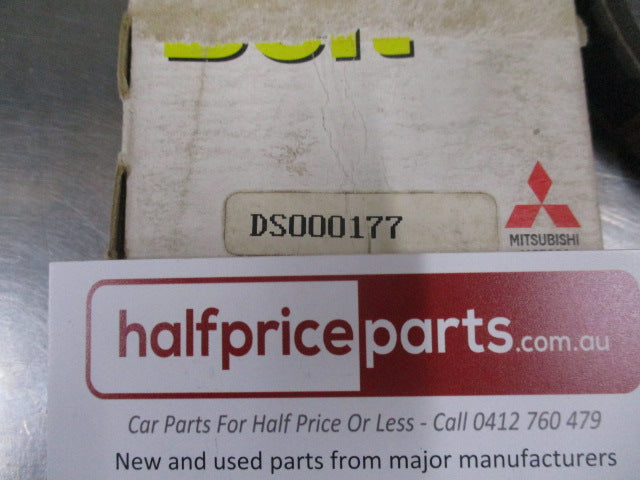 DS000177
MITSUBISHI
halfpriceparts.com.au
Car Parts For Half Price Or Less - Call 0412 760 479
New and used parts from major manufacturers